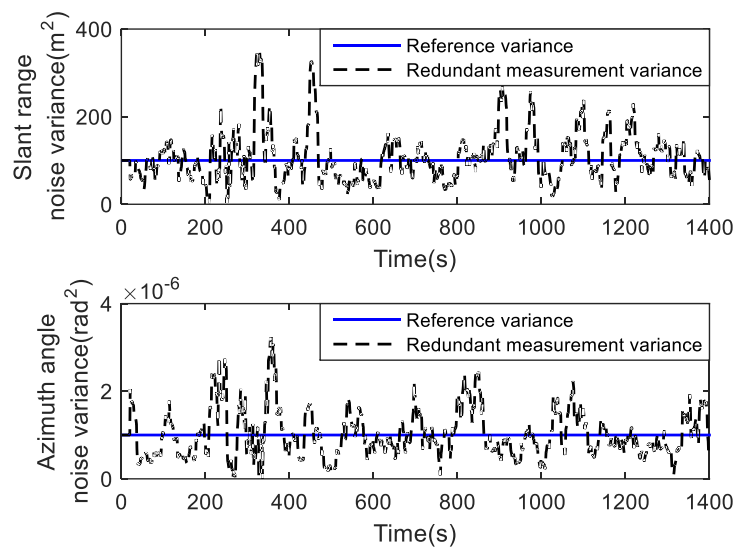 Slant range
noise variance(m²)
400
200
0
Reference variance
Redundant measurement variance
0 200 400 600 800 1000 1200 1400
Time(s)
Azimuth angle
noise variance(rad²)
×10⁻⁶
4
2
0
Reference variance
Redundant measurement variance
0 200 400 600 800 1000 1200 1400
Time(s)